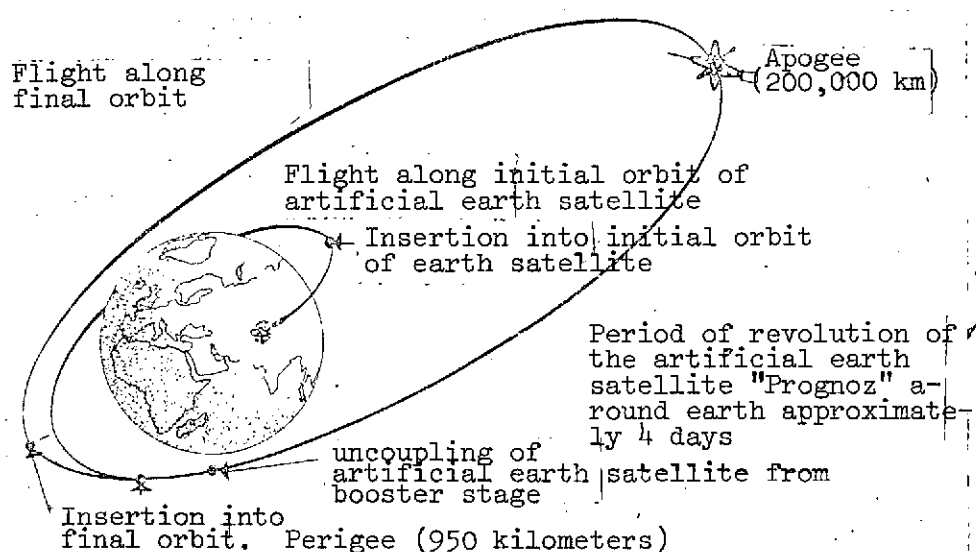 Flight along
final orbit
Apogee
(200,000 km)
Flight along initial orbit of
artificial earth satellite
Insertion into initial orbit
of earth satellite
Period of revolution of
the artificial earth
satellite "Prognoz" a-
round earth approximate-
ly 4 days
uncoupling of
artificial earth satellite from
booster stage
Insertion into
final orbit. Perigee (950 kilometers)